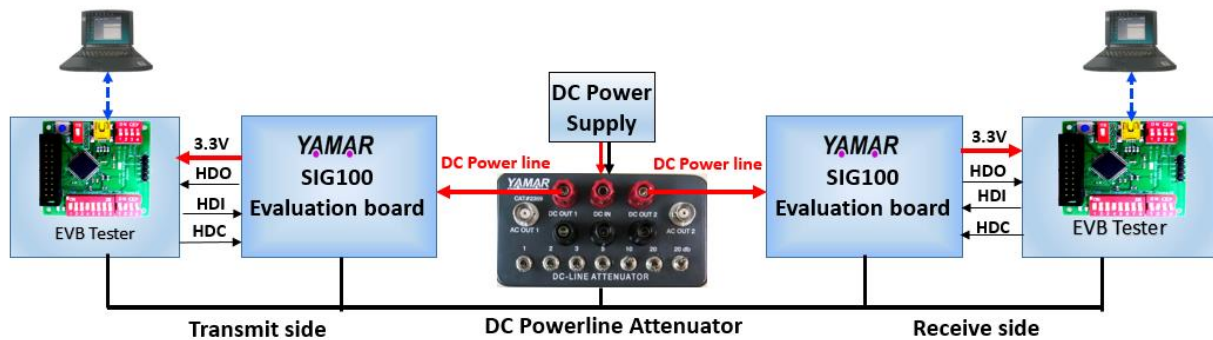 DC Power
Supply
3.3V
HDO
HDI
HDC
EVB Tester
YAMAR
SIG100
Evaluation board
DC Power line
DC Power line
YAMAR
DC OUT 1
DC IN
DC OUT 2
AC OUT 1
AC OUT 2
1 2 3 10 20 20 db
DC-LINE ATTENUATOR
YAMAR
SIG100
Evaluation board
3.3V
HDO
HDI
HDC
EVB Tester
Transmit side
DC Powerline Attenuator
Receive side